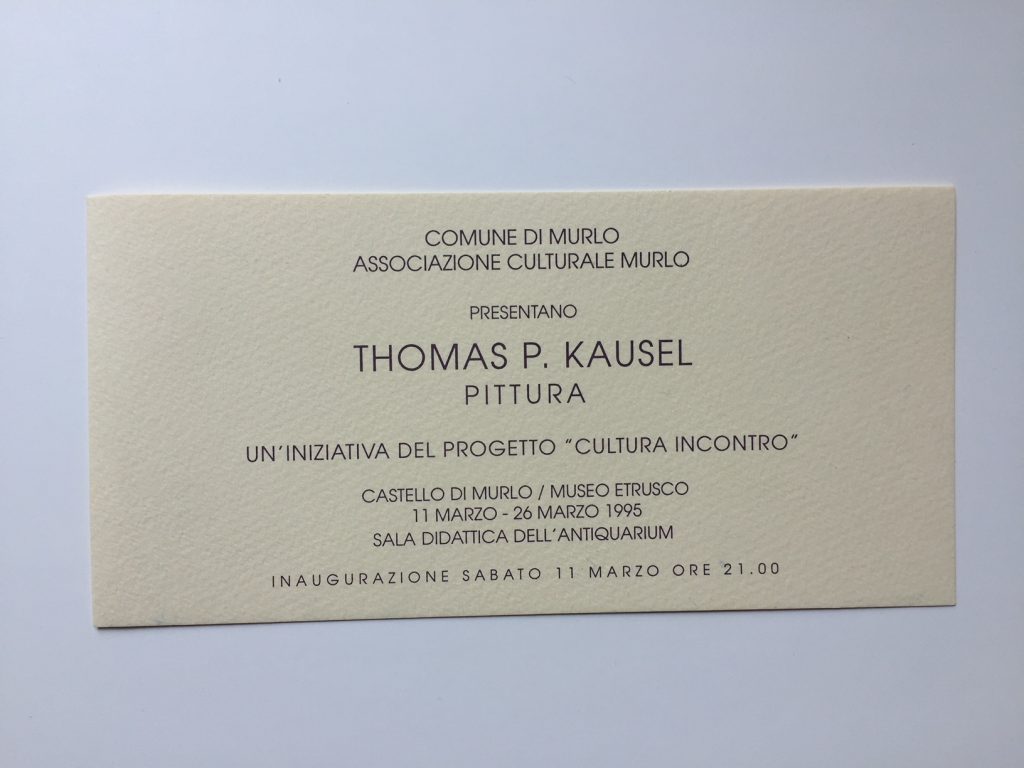 COMUNE DI MURLO
ASSOCIAZIONE CULTURALE MURLO
PRESENTANO
THOMAS P. KAUSEL
PITTURA
UN'INIZIATIVA DEL PROGETTO "CULTURA INCONTRO"
CASTELLO DI MURLO / MUSEO ETRUSCO
11 MARZO - 26 MARZO 1995
SALA DIDATTICA DELL'ANTIQUARIUM
INAUGURAZIONE SABATO 11 MARZO ORE 21.00